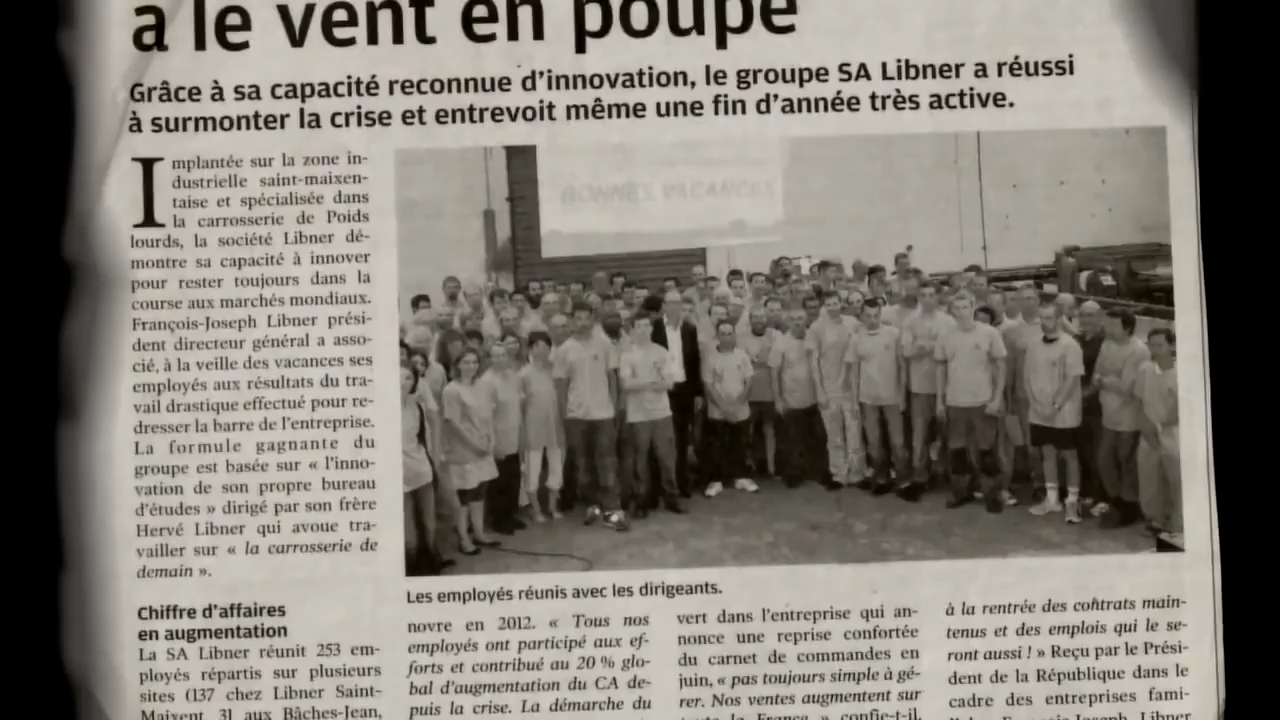 a le vent en poupe
Grâce à sa capacité reconnue d'innovation, le groupe SA Libner a réussi
à surmonter la crise et entrevoit même une fin d'année très active.
Implantée sur la zone in-
dustrielle saint-maixen-
taise et spécialisée dans
la carrosserie de Poids
lourds, la société Libner dé-
montre sa capacité à innover
pour rester toujours dans la
course aux marchés mondiaux.
François-Joseph Libner prési-
dent directeur général a asso-
cié, à la veille des vacances ses
employés aux résultats du tra-
vail drastique effectué pour re-
dresser la barre de l'entreprise.
La formule gagnante du
groupe est basée sur « l'inno-
vation de son propre bureau
d'études » dirigé par son frère
Hervé Libner qui avoue tra-
vailler sur « la carrosserie de
demain ».
Chiffre d'affaires
en augmentation
La SA Libner réunit 253 em-
ployés répartis sur plusieurs
sites (137 chez Libner Saint-
Maixent, 31 aux Bâches-Jean,
BONNES VACANCES
Les employés réunis avec les dirigeants.
novre en 2012. « Tous nos
employés ont participé aux ef-
forts et contribué au 20 % glo-
bal d'augmentation du CA de-
puis la crise. La démarche du
vert dans l'entreprise qui an-
nonce une reprise confortée
du carnet de commandes en
juin, « pas toujours simple à gé-
rer. Nos ventes augmentent sur
toute la France » confie-t-il,
à la rentrée des contrats main-
tenus et des emplois qui le se-
ront aussi ! » Reçu par le Prési-
dent de la République dans le
cadre des entreprises fami-
Libner